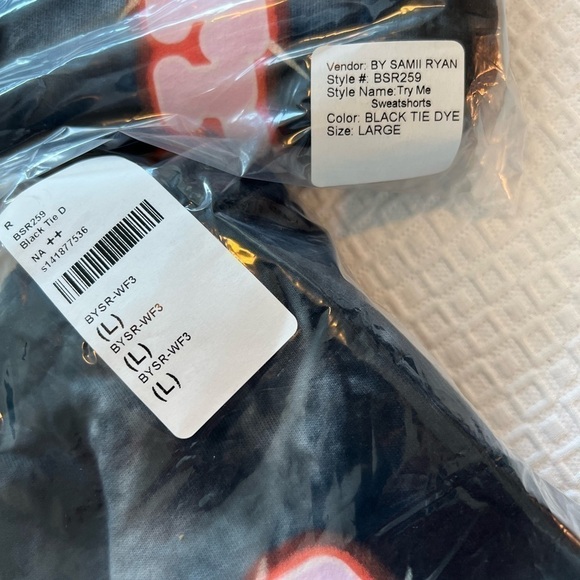 Vendor: BY SAMII RYAN
Style #: BSR259
Style Name: Try Me
Sweatshorts
Color: BLACK TIE DYE
Size: LARGE
R
BSR259
Black Tie D
NA ++
s141877536
BYSR-WF3
(L)
BYSR-WF3
(L)
BYSR-WF3
(L)